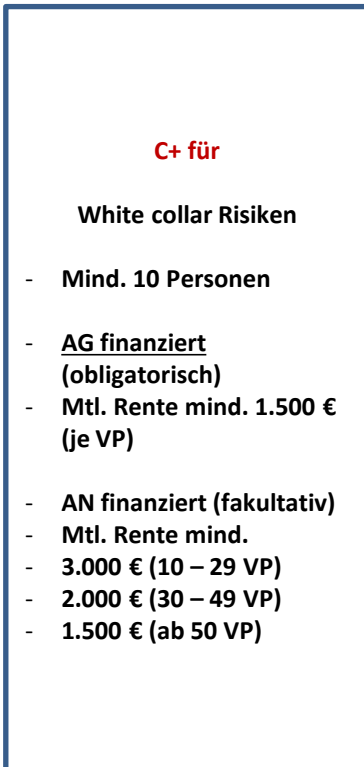 C+ für
White collar Risiken
- Mind. 10 Personen
- AG finanziert
(obligatorisch)
- Mtl. Rente mind. 1.500 €
(je VP)
- AN finanziert (fakultativ)
- Mtl. Rente mind.
- 3.000 € (10 – 29 VP)
- 2.000 € (30 – 49 VP)
- 1.500 € (ab 50 VP)